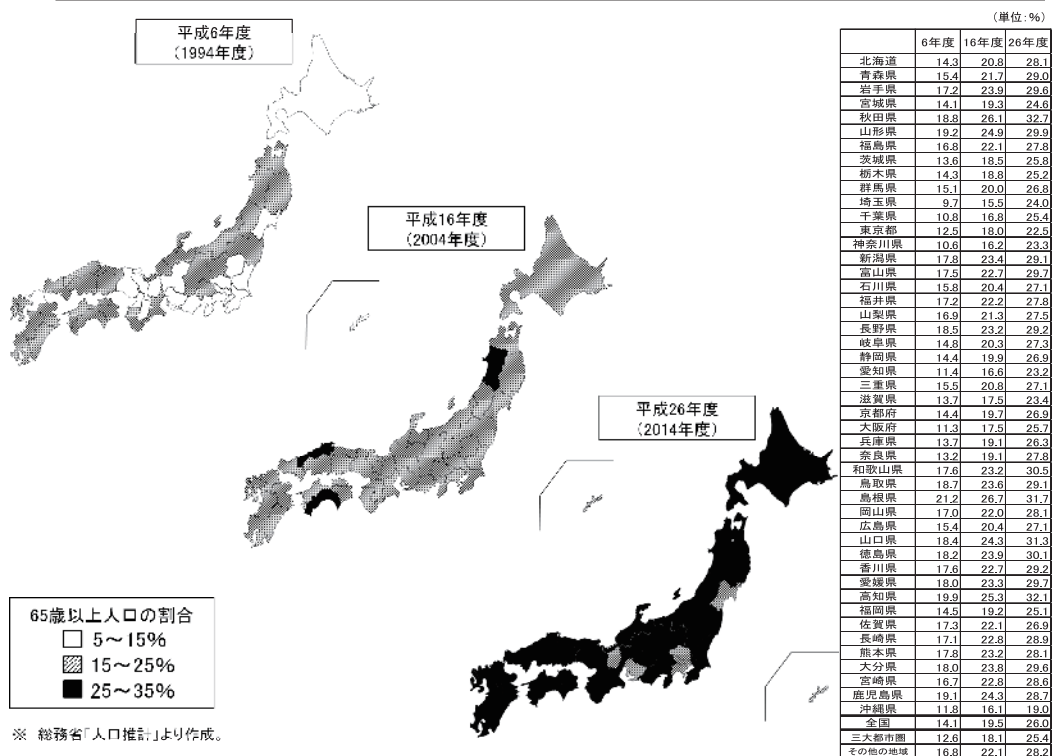 平成6年度
（1994年度）
平成16年度
（2004年度）
平成26年度
（2014年度）
65歳以上人口の割合
5～15%
15～25%
25～35%
※ 総務省「人口推計」より作成。
（単位：%）
6年度 16年度 26年度
北海道 14.3 20.8 28.1
青森県 15.4 21.7 29.0
岩手県 17.2 23.9 29.6
宮城県 14.1 19.3 24.6
秋田県 18.8 26.1 32.7
山形県 19.2 24.9 29.9
福島県 16.8 22.1 27.8
茨城県 13.6 18.5 25.8
栃木県 14.3 18.8 25.2
群馬県 15.1 20.0 26.8
埼玉県 9.7 15.5 24.0
千葉県 10.8 16.8 25.4
東京都 12.5 18.0 22.5
神奈川県 10.6 16.2 23.3
新潟県 17.8 23.4 29.1
富山県 17.5 22.7 29.7
石川県 15.8 20.4 27.1
福井県 17.2 22.2 27.8
山梨県 16.9 21.3 27.5
長野県 18.5 23.2 29.2
岐阜県 14.8 20.3 27.3
静岡県 14.4 19.9 26.9
愛知県 11.4 16.6 23.2
三重県 15.5 20.8 27.1
滋賀県 13.7 17.5 23.4
京都府 14.4 19.7 26.9
大阪府 11.3 17.5 25.7
兵庫県 13.7 19.1 26.3
奈良県 13.2 19.1 27.8
和歌山県 17.6 23.2 30.5
鳥取県 18.7 23.6 29.1
島根県 21.2 26.7 31.7
岡山県 17.0 22.0 28.1
広島県 15.4 20.4 27.1
山口県 18.4 24.3 31.3
徳島県 18.2 23.9 30.1
香川県 17.6 22.7 29.2
愛媛県 18.0 23.3 29.7
高知県 19.9 25.3 32.1
福岡県 14.5 19.2 25.1
佐賀県 17.3 22.1 26.9
長崎県 17.1 22.8 28.9
熊本県 17.8 23.2 28.1
大分県 18.0 23.8 29.6
宮崎県 16.7 22.8 28.6
鹿児島県 19.1 24.3 28.7
沖縄県 11.8 16.1 19.0
全国 14.1 19.5 26.0
三大都市圏 12.6 18.1 25.4
その他の地域 16.8 22.1 28.2